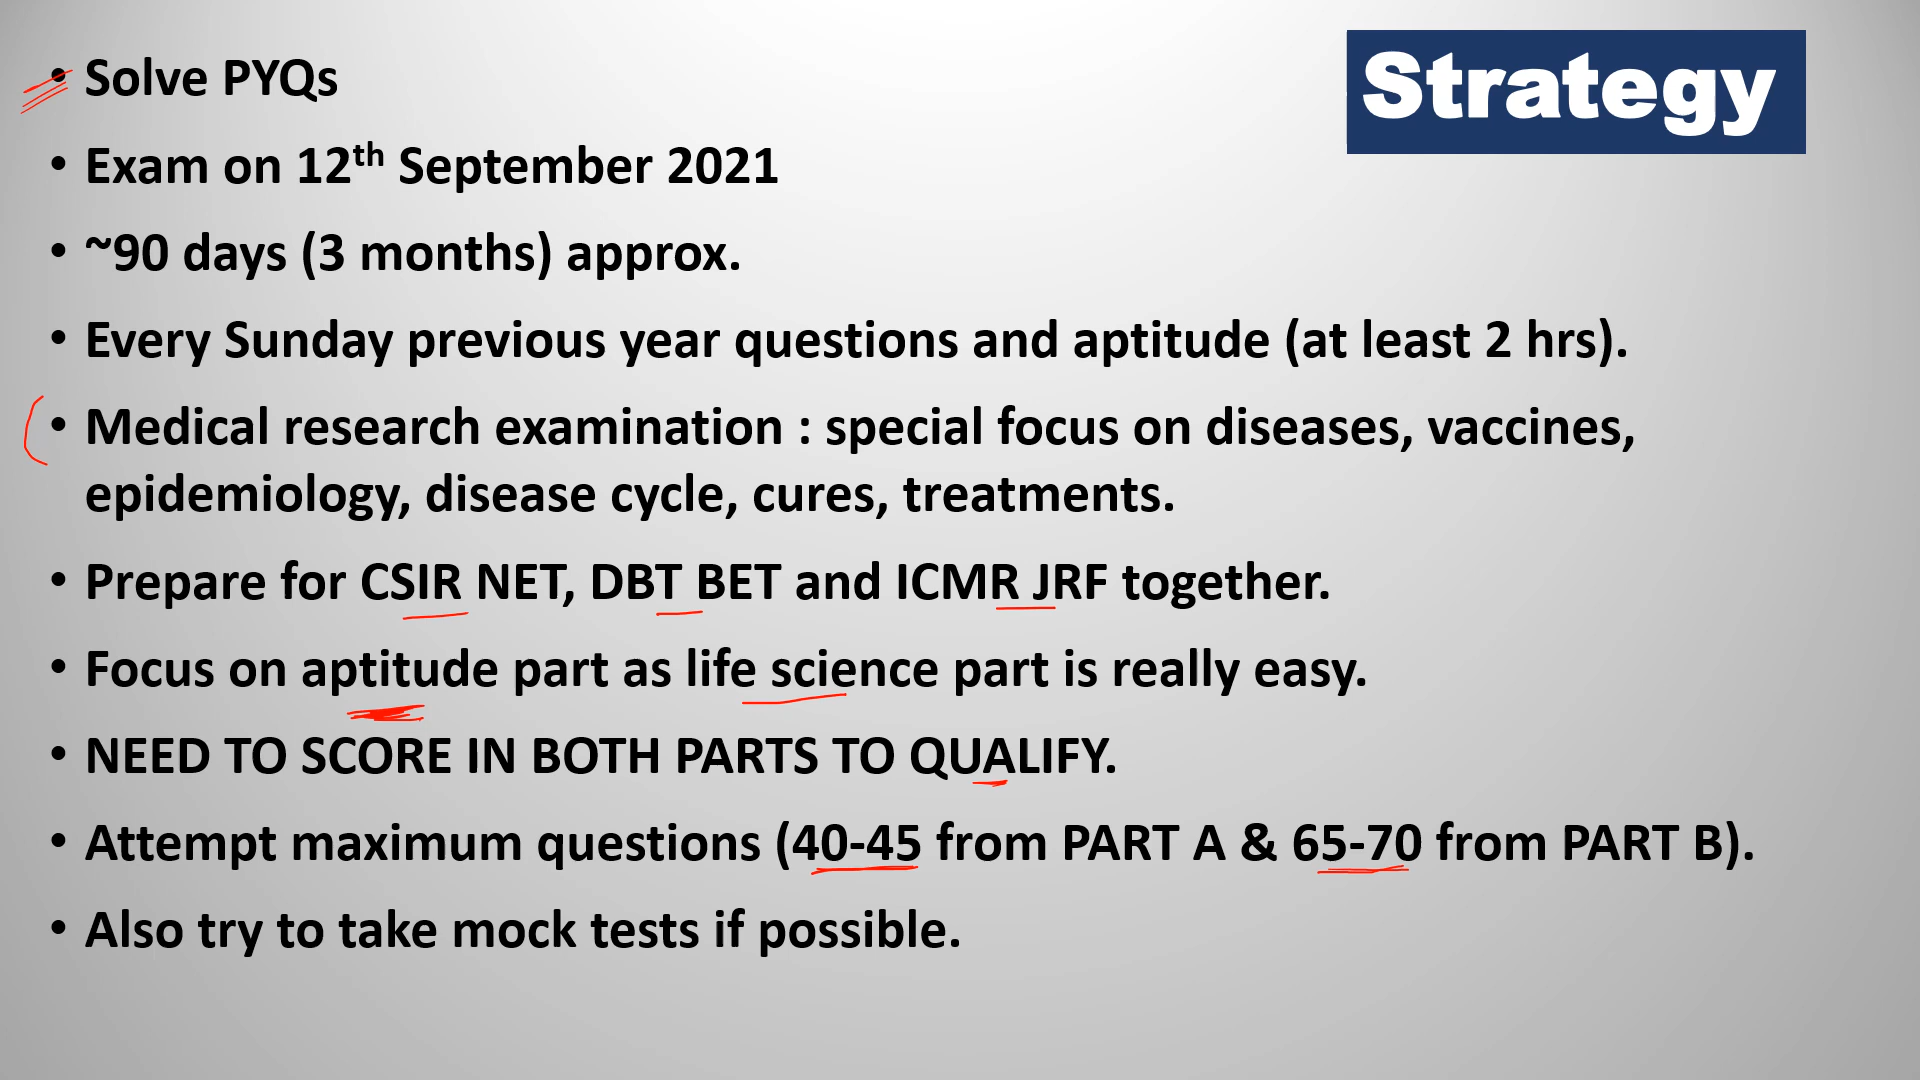 Strategy
• Solve PYQs
• Exam on 12th September 2021
• ~90 days (3 months) approx.
• Every Sunday previous year questions and aptitude (at least 2 hrs).
• Medical research examination : special focus on diseases, vaccines,
epidemiology, disease cycle, cures, treatments.
• Prepare for CSIR NET, DBT BET and ICMR JRF together.
• Focus on aptitude part as life science part is really easy.
• NEED TO SCORE IN BOTH PARTS TO QUALIFY.
• Attempt maximum questions (40-45 from PART A & 65-70 from PART B).
• Also try to take mock tests if possible.